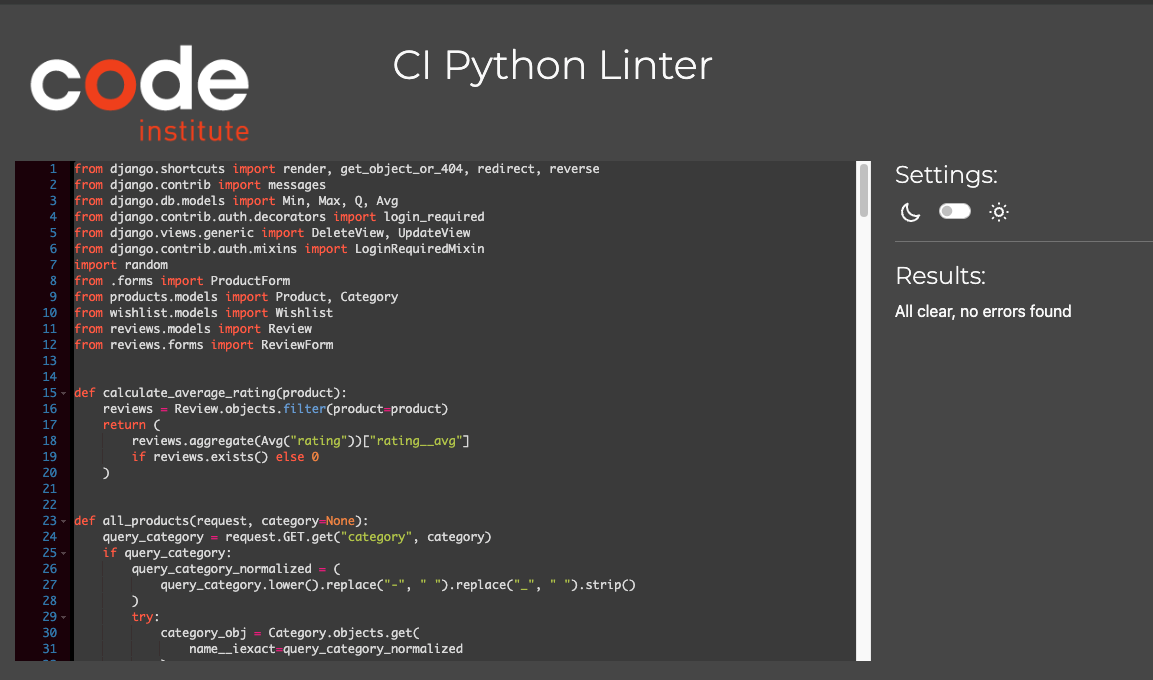 code
institute
CI Python Linter
1 from django.shortcuts import render, get_object_or_404, redirect, reverse
2 from django.contrib import messages
3 from django.db.models import Min, Max, Q, Avg
4 from django.contrib.auth.decorators import login_required
5 from django.views.generic import DeleteView, UpdateView
6 from django.contrib.auth.mixins import LoginRequiredMixin
7 import random
8 from .forms import ProductForm
9 from products.models import Product, Category
10 from wishlist.models import Wishlist
11 from reviews.models import Review
12 from reviews.forms import ReviewForm
13
14
15 def calculate_average_rating(product):
16     reviews = Review.objects.filter(product=product)
17     return (
18         reviews.aggregate(Avg("rating"))["rating__avg"]
19         if reviews.exists() else 0
20     )
21
22
23 def all_products(request, category=None):
24     query_category = request.GET.get("category", category)
25     if query_category:
26         query_category_normalized = (
27             query_category.lower().replace("-", " ").replace("_", " ").strip()
28         )
29         try:
30             category_obj = Category.objects.get(
31                 name__iexact=query_category_normalized
Settings:
Results:
All clear, no errors found